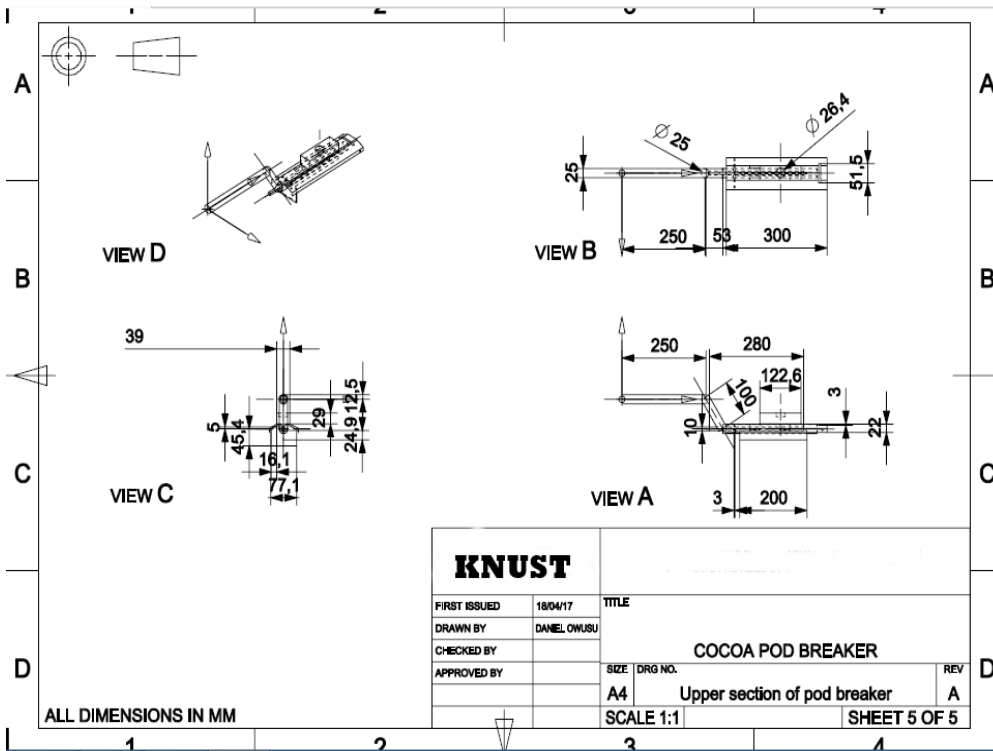 1 2 3 4
A A
Ø 25
Ø 26,4
25
51,5
250 53 300
VIEW D
VIEW B
B B
39
250 280
122,6
100
3
12,5
29
24,9
5
45,4
16,1
77,1
10
22
3 200
VIEW C
VIEW A
C C
KNUST
FIRST ISSUED 18/04/17
TITLE
DRAWN BY DANIEL OWUSU
CHECKED BY
COCOA POD BREAKER
APPROVED BY
SIZE DRG NO. REV
A4 Upper section of pod breaker A
D D
ALL DIMENSIONS IN MM
SCALE 1:1 SHEET 5 OF 5
1 2 3 4